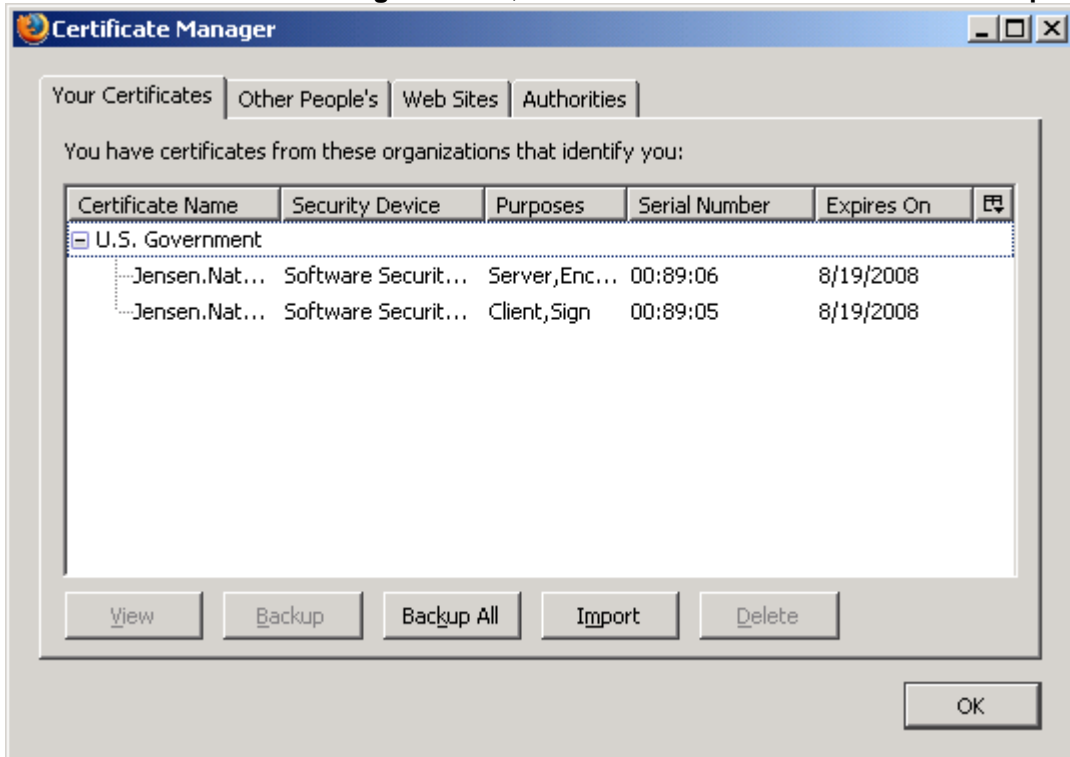 Certificate Manager
Your Certificates Other People's Web Sites Authorities
You have certificates from these organizations that identify you:
Certificate Name Security Device Purposes Serial Number Expires On
U.S. Government
Jensen.Nat... Software Securit... Server,Enc... 00:89:06 8/19/2008
Jensen.Nat... Software Securit... Client,Sign 00:89:05 8/19/2008
View Backup Backup All Import Delete
OK